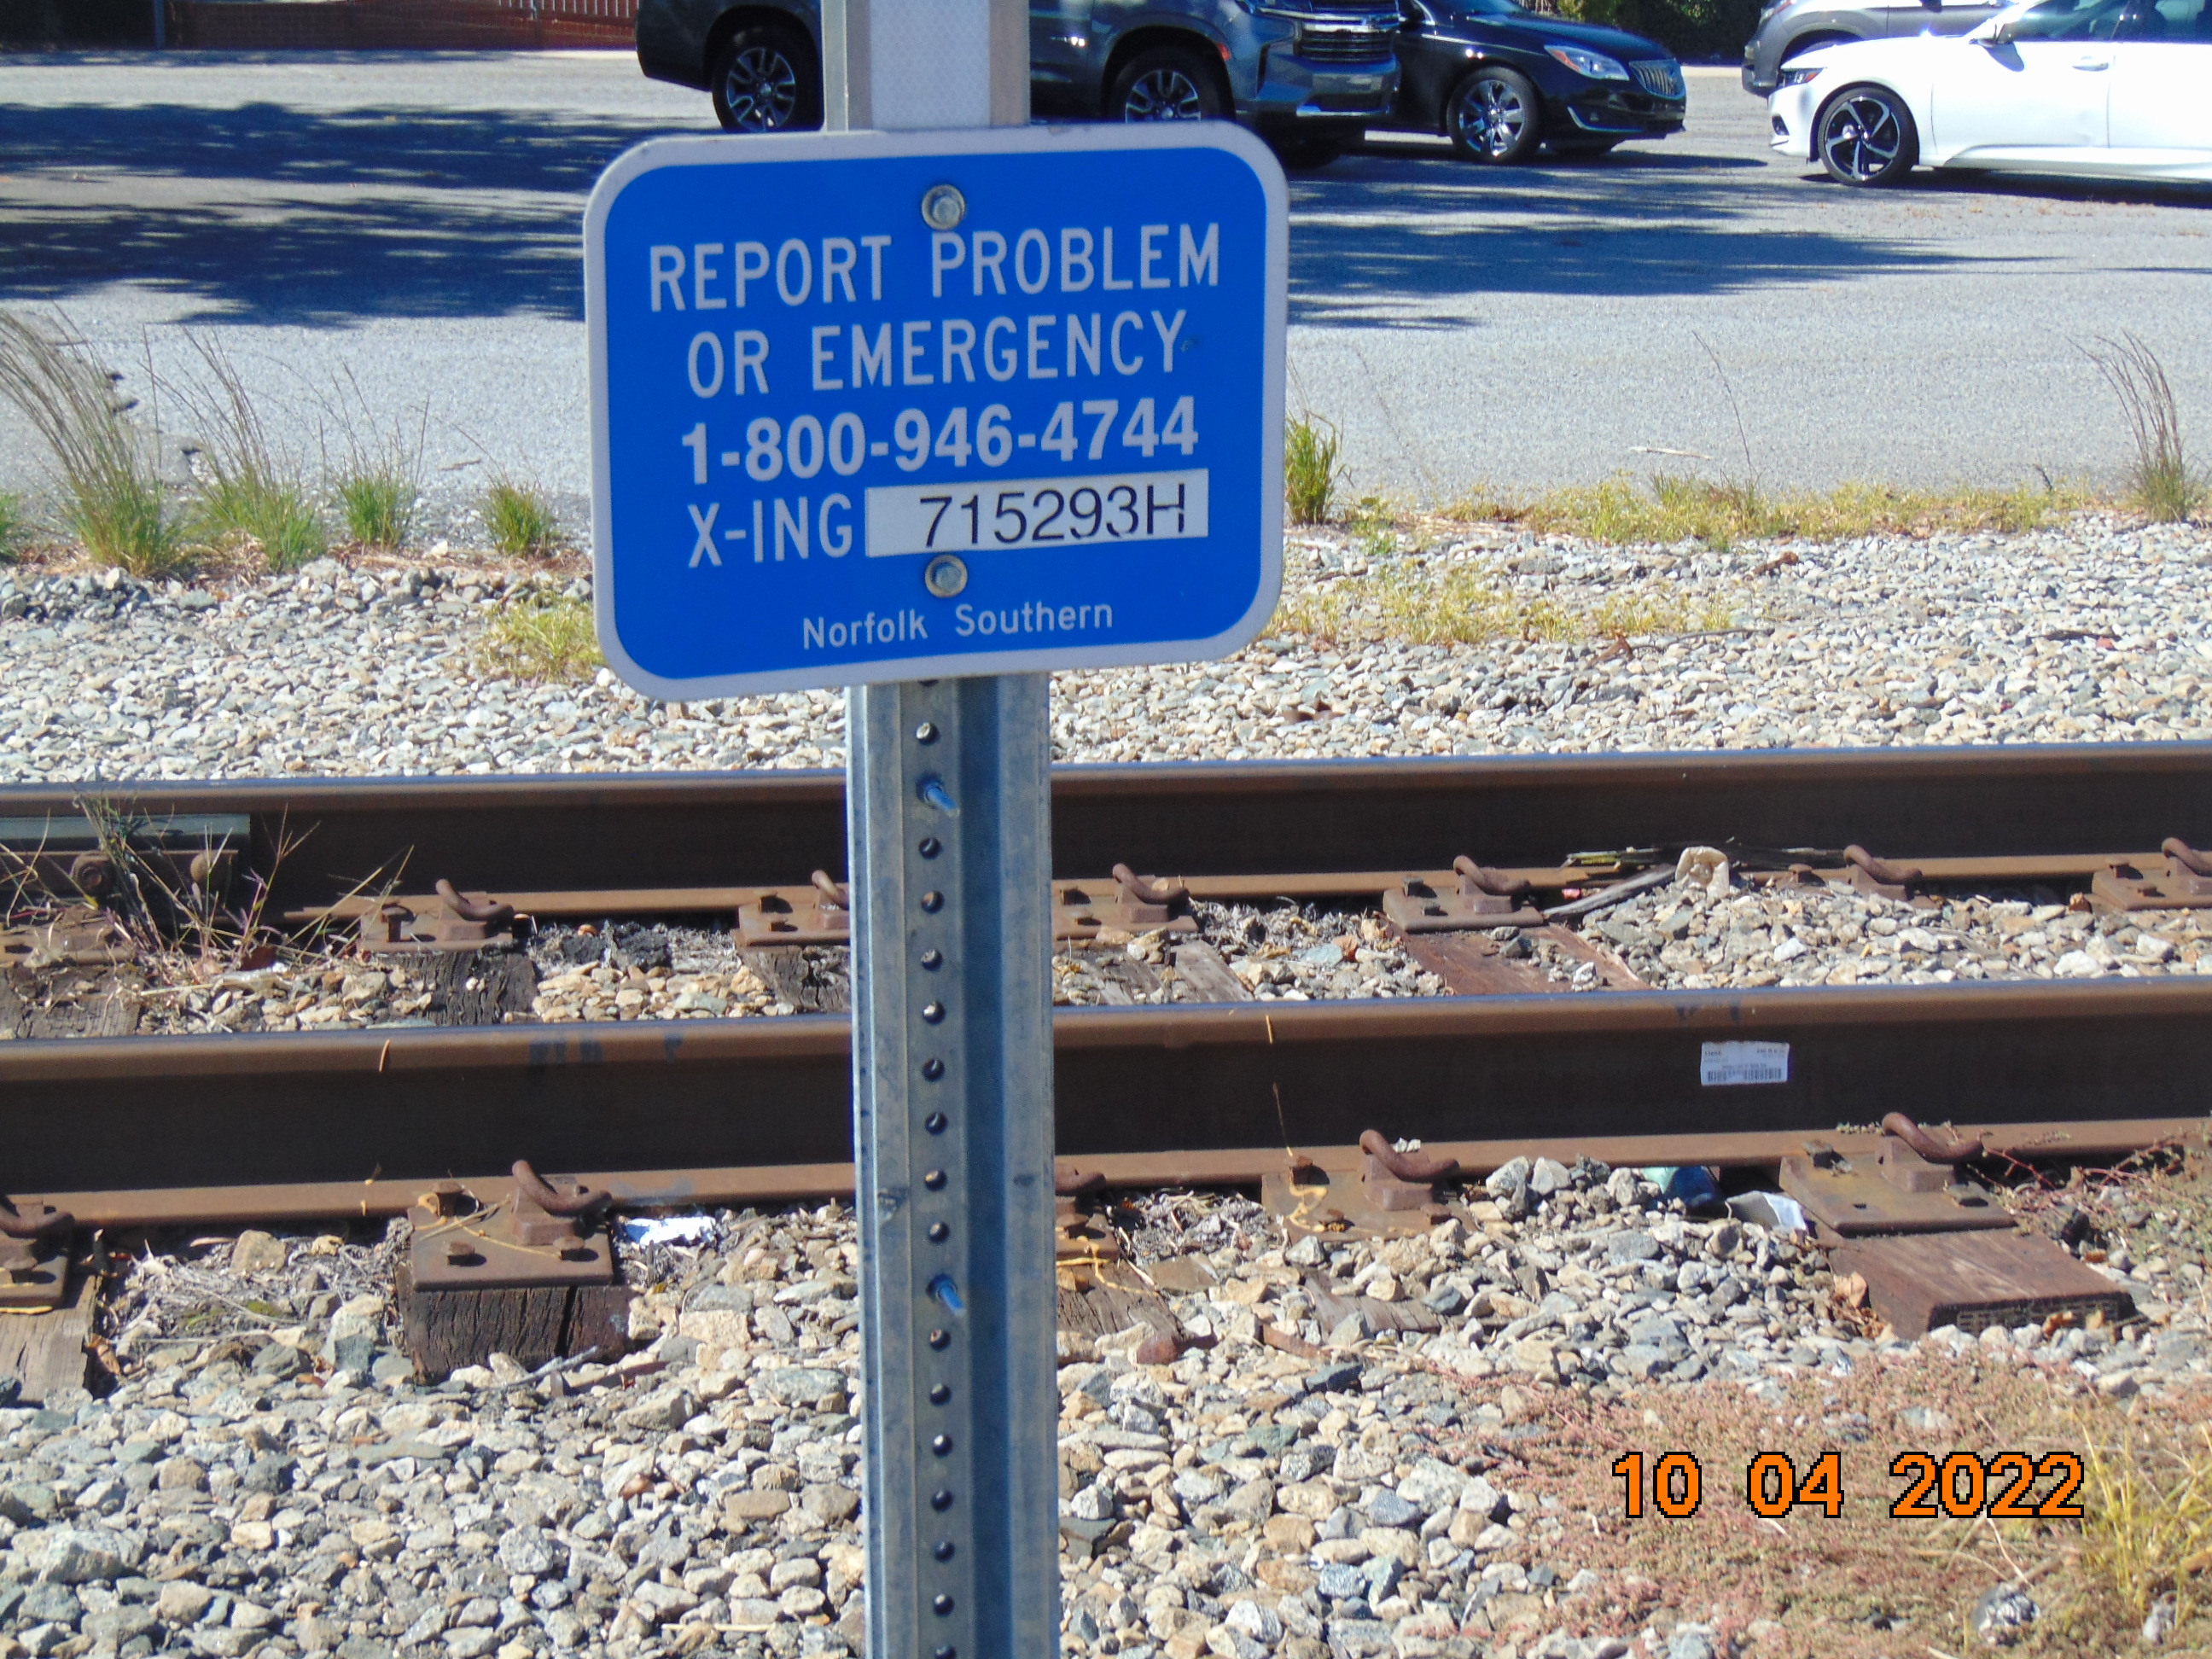 REPORT PROBLEM
OR EMERGENCY
1-800-946-4744
X-ING 715293H
Norfolk Southern
10 04 2022